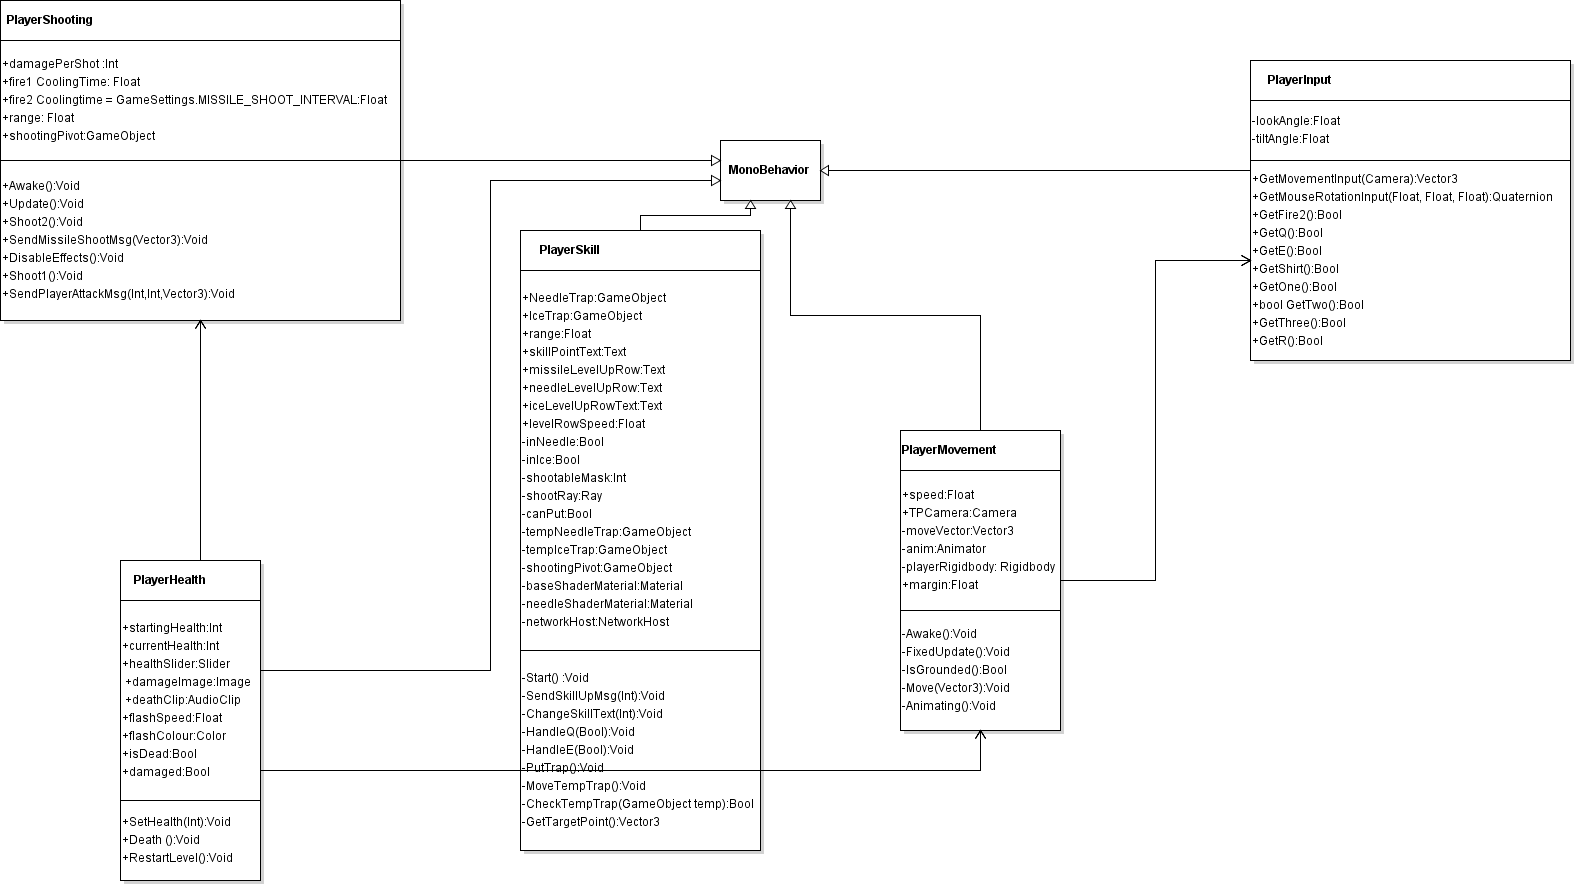 PlayerShooting
+damagePerShot :Int
+fire1 CoolingTime: Float
+fire2 Coolingtime = GameSettings.MISSILE_SHOOT_INTERVAL:Float
+range: Float
+shootingPivot:GameObject
+Awake():Void
+Update():Void
+Shoot2():Void
+SendMissileShootMsg(Vector3):Void
+DisableEffects():Void
+Shoot1():Void
+SendPlayerAttackMsg(Int,Int,Vector3):Void
MonoBehavior
PlayerInput
-lookAngle:Float
-tiltAngle:Float
+GetMovementInput(Camera):Vector3
+GetMouseRotationInput(Float, Float, Float):Quaternion
+GetFire2():Bool
+GetQ():Bool
+GetE():Bool
+GetShirt():Bool
+GetOne():Bool
+bool GetTwo():Bool
+GetThree():Bool
+GetR():Bool
PlayerSkill
+NeedleTrap:GameObject
+IceTrap:GameObject
+range:Float
+skillPointText:Text
+missileLevelUpRow:Text
+needleLevelUpRow:Text
+iceLevelUpRowText:Text
+levelRowSpeed:Float
-inNeedle:Bool
-inIce:Bool
-shootableMask:Int
-shootRay:Ray
-canPut:Bool
-tempNeedleTrap:GameObject
-tempIceTrap:GameObject
-shootingPivot:GameObject
-baseShaderMaterial:Material
-needleShaderMaterial:Material
-networkHost:NetworkHost
-Start() :Void
-SendSkillUpMsg(Int):Void
-ChangeSkillText(Int):Void
-HandleQ(Bool):Void
-HandleE(Bool):Void
-PutTrap():Void
-MoveTempTrap():Void
-CheckTempTrap(GameObject temp):Bool
-GetTargetPoint():Vector3
PlayerMovement
+speed:Float
+TPCamera:Camera
-moveVector:Vector3
-anim:Animator
-playerRigidbody: Rigidbody
+margin:Float
-Awake():Void
-FixedUpdate():Void
-IsGrounded():Bool
-Move(Vector3):Void
-Animating():Void
PlayerHealth
+startingHealth:Int
+currentHealth:Int
+healthSlider:Slider
+damageImage:Image
+deathClip:AudioClip
+flashSpeed:Float
+flashColour:Color
+isDead:Bool
+damaged:Bool
+SetHealth(Int):Void
+Death ():Void
+RestartLevel():Void